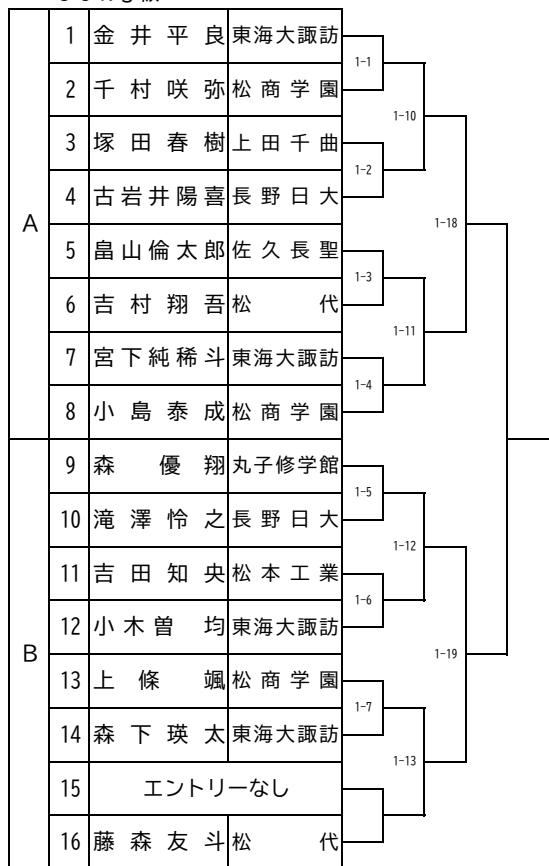 A
1 金井平良 東海大諏訪
1-1
2 千村咲弥 松商学園
1-10
3 塚田春樹 上田千曲
1-2
4 古岩井陽喜 長野日大
1-18
5 畠山倫太郎 佐久長聖
1-3
6 吉村翔吾 松代
1-11
7 宮下純稀斗 東海大諏訪
1-4
8 小島泰成 松商学園
B
9 森優翔 丸子修学館
1-5
10 滝澤怜之 長野日大
1-12
11 吉田知央 松本工業
1-6
12 小木曽均 東海大諏訪
1-19
13 上條颯 松商学園
1-7
14 森下瑛太 東海大諏訪
1-13
15 エントリーなし
16 藤森友斗 松代